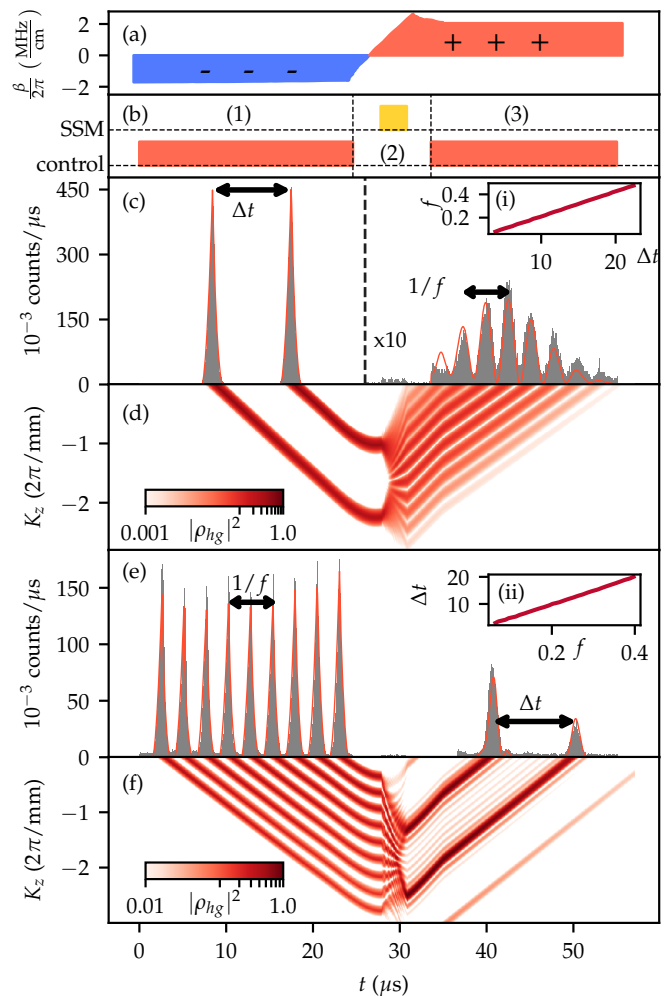 (a)
β/2π (MHz/cm)
2
0
−2
- - -
+ + +
(b)
(1)
(2)
(3)
SSM
control
(c)
10⁻³ counts/µs
450
300
150
0
Δt
x10
1/f
(i)
f
0.4
0.2
10
20
Δt
(d)
K_z (2π/mm)
−1
−2
0.001
|ρ_hg|²
1.0
(e)
10⁻³ counts/µs
150
100
50
0
1/f
Δt
(ii)
Δt
20
10
0.2
f
0.4
(f)
K_z (2π/mm)
−1
−2
0.01
|ρ_hg|²
1.0
0
10
20
30
40
50
t (µs)